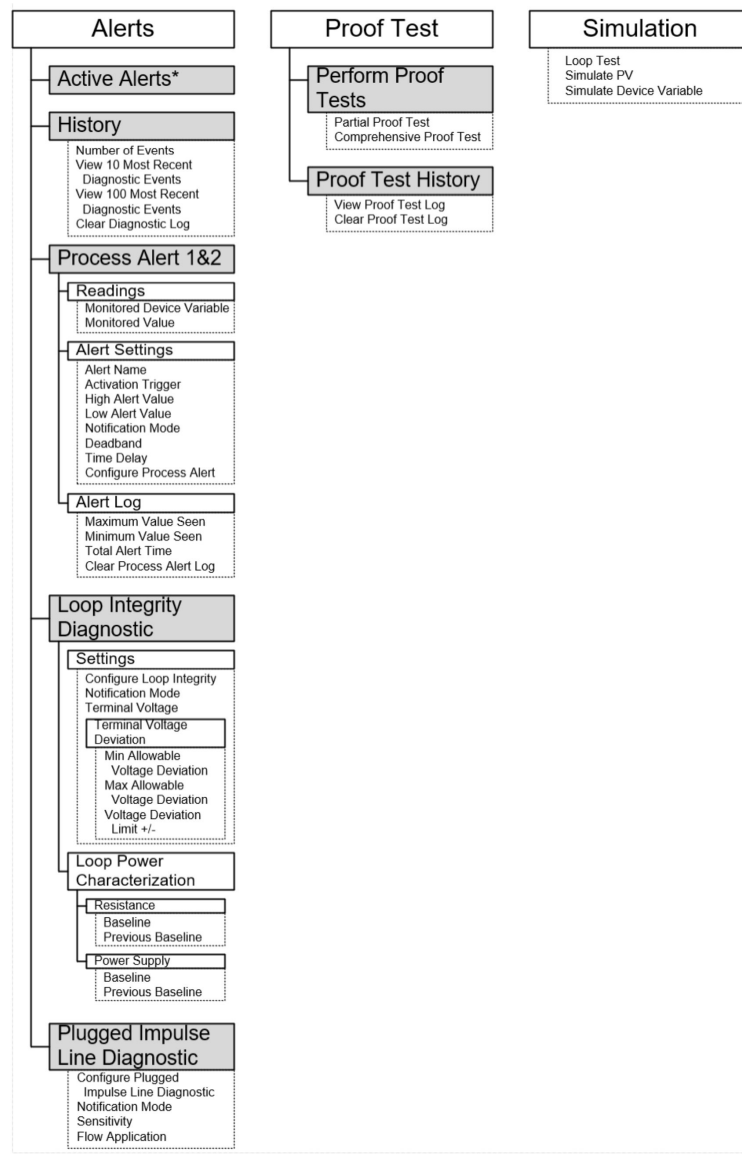 Alerts
Active Alerts*
History
Number of Events
View 10 Most Recent
Diagnostic Events
View 100 Most Recent
Diagnostic Events
Clear Diagnostic Log
Process Alert 1&2
Readings
Monitored Device Variable
Monitored Value
Alert Settings
Alert Name
Activation Trigger
High Alert Value
Low Alert Value
Notification Mode
Deadband
Time Delay
Configure Process Alert
Alert Log
Maximum Value Seen
Minimum Value Seen
Total Alert Time
Clear Process Alert Log
Loop Integrity
Diagnostic
Settings
Configure Loop Integrity
Notification Mode
Terminal Voltage
Terminal Voltage
Deviation
Min Allowable
Voltage Deviation
Max Allowable
Voltage Deviation
Voltage Deviation
Limit +/-
Loop Power
Characterization
Resistance
Baseline
Previous Baseline
Power Supply
Baseline
Previous Baseline
Plugged Impulse
Line Diagnostic
Configure Plugged
Impulse Line Diagnostic
Notification Mode
Sensitivity
Flow Application
Proof Test
Perform Proof
Tests
Partial Proof Test
Comprehensive Proof Test
Proof Test History
View Proof Test Log
Clear Proof Test Log
Simulation
Loop Test
Simulate PV
Simulate Device Variable